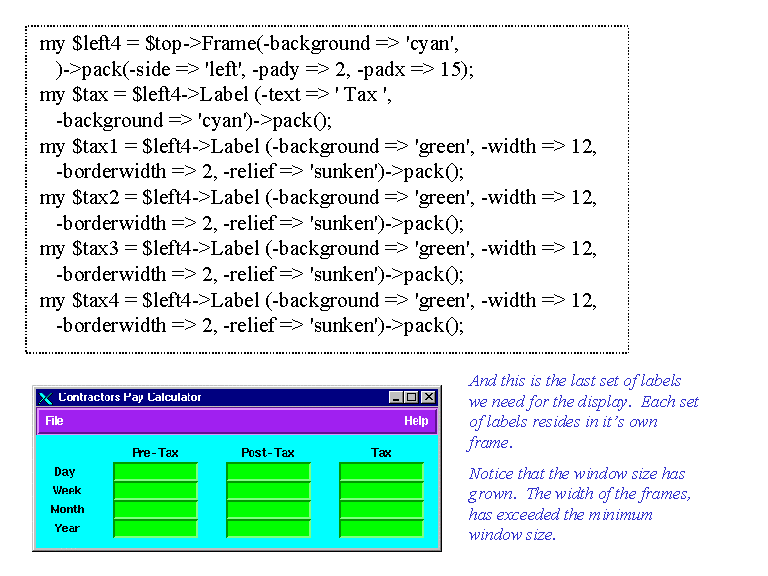 my $left4 = $top->Frame(-background => 'cyan',
)->pack(-side => 'left', -pady => 2, -padx => 15);
my $tax = $left4->Label (-text => ' Tax ',
-background => 'cyan')->pack();
my $tax1 = $left4->Label (-background => 'green', -width => 12,
-borderwidth => 2, -relief => 'sunken')->pack();
my $tax2 = $left4->Label (-background => 'green', -width => 12,
-borderwidth => 2, -relief => 'sunken')->pack();
my $tax3 = $left4->Label (-background => 'green', -width => 12,
-borderwidth => 2, -relief => 'sunken')->pack();
my $tax4 = $left4->Label (-background => 'green', -width => 12,
-borderwidth => 2, -relief => 'sunken')->pack();
Contractors Pay Calculator
File Help
Pre-Tax Post-Tax Tax
Day
Week
Month
Year
And this is the last set of labels
we need for the display. Each set
of labels resides in it’s own
frame.
Notice that the window size has
grown. The width of the frames,
has exceeded the minimum
window size.